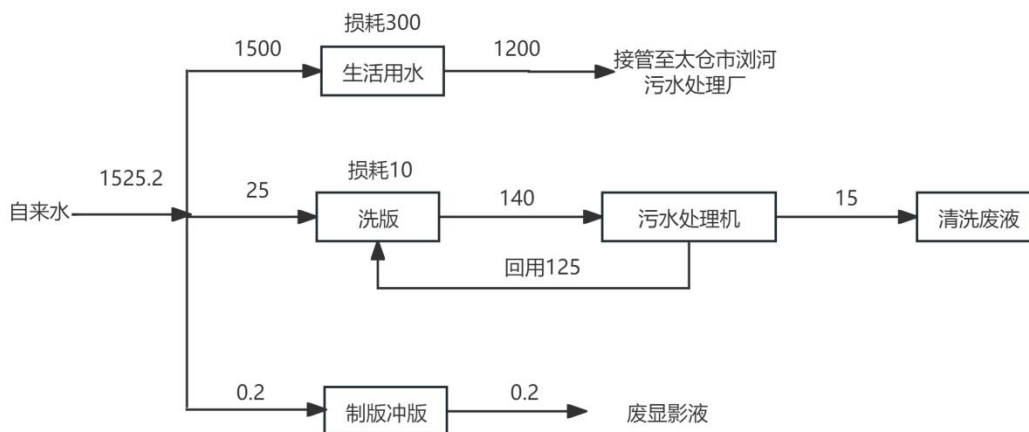 损耗300
1500
生活用水
1200
接管至太仓市浏河
污水处理厂
自来水
1525.2
损耗10
25
洗版
140
污水处理机
15
清洗废液
回用125
0.2
制版冲版
0.2
废显影液